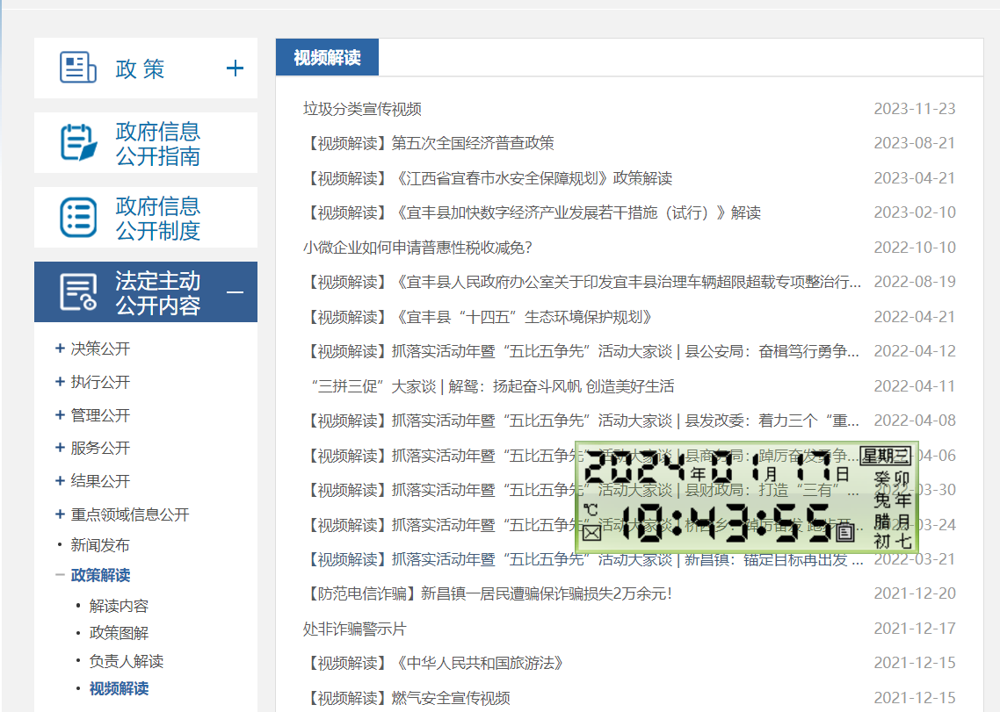 政 策
政府信息
公开指南
政府信息
公开制度
法定主动
公开内容
+ 决策公开
+ 执行公开
+ 管理公开
+ 服务公开
+ 结果公开
+ 重点领域信息公开
· 新闻发布
— 政策解读
· 解读内容
· 政策图解
· 负责人解读
· 视频解读
视频解读
垃圾分类宣传视频 2023-11-23
【视频解读】第五次全国经济普查政策 2023-08-21
【视频解读】《江西省宜春市水安全保障规划》政策解读 2023-04-21
【视频解读】《宜丰县加快数字经济产业发展若干措施（试行）》解读 2023-02-10
小微企业如何申请普惠性税收减免？ 2022-10-10
【视频解读】《宜丰县人民政府办公室关于印发宜丰县治理车辆超限超载专项整治行... 2022-08-19
【视频解读】《宜丰县“十四五”生态环境保护规划》 2022-04-21
【视频解读】抓落实活动年暨“五比五争先”活动大家谈 | 县公安局：奋楫笃行勇争... 2022-04-12
“三拼三促”大家谈 | 解鸳：扬起奋斗风帆 创造美好生活 2022-04-11
【视频解读】抓落实活动年暨“五比五争先”活动大家谈 | 县发改委：着力三个“重... 2022-04-08
【视频解读】抓落实活动年暨“五比五争先”活动大家谈 | 县商务局：踔厉奋发勇争... 2022-04-06
【视频解读】抓落实活动年暨“五比五争先”活动大家谈 | 县财政局：打造“三有”... 2022-03-30
【视频解读】抓落实活动年暨“五比五争先”活动大家谈 | 桥西乡：踔厉奋发 跑步开... 2022-03-24
【视频解读】抓落实活动年暨“五比五争先”活动大家谈 | 新昌镇：锚定目标再出发 ... 2022-03-21
【防范电信诈骗】新昌镇一居民遭骗保诈骗损失2万余元！ 2021-12-20
处非诈骗警示片 2021-12-17
【视频解读】《中华人民共和国旅游法》 2021-12-15
【视频解读】燃气安全宣传视频 2021-12-15
2024年01月17日 星期三
℃ 10:43:55
癸卯
兔年
腊月
初七